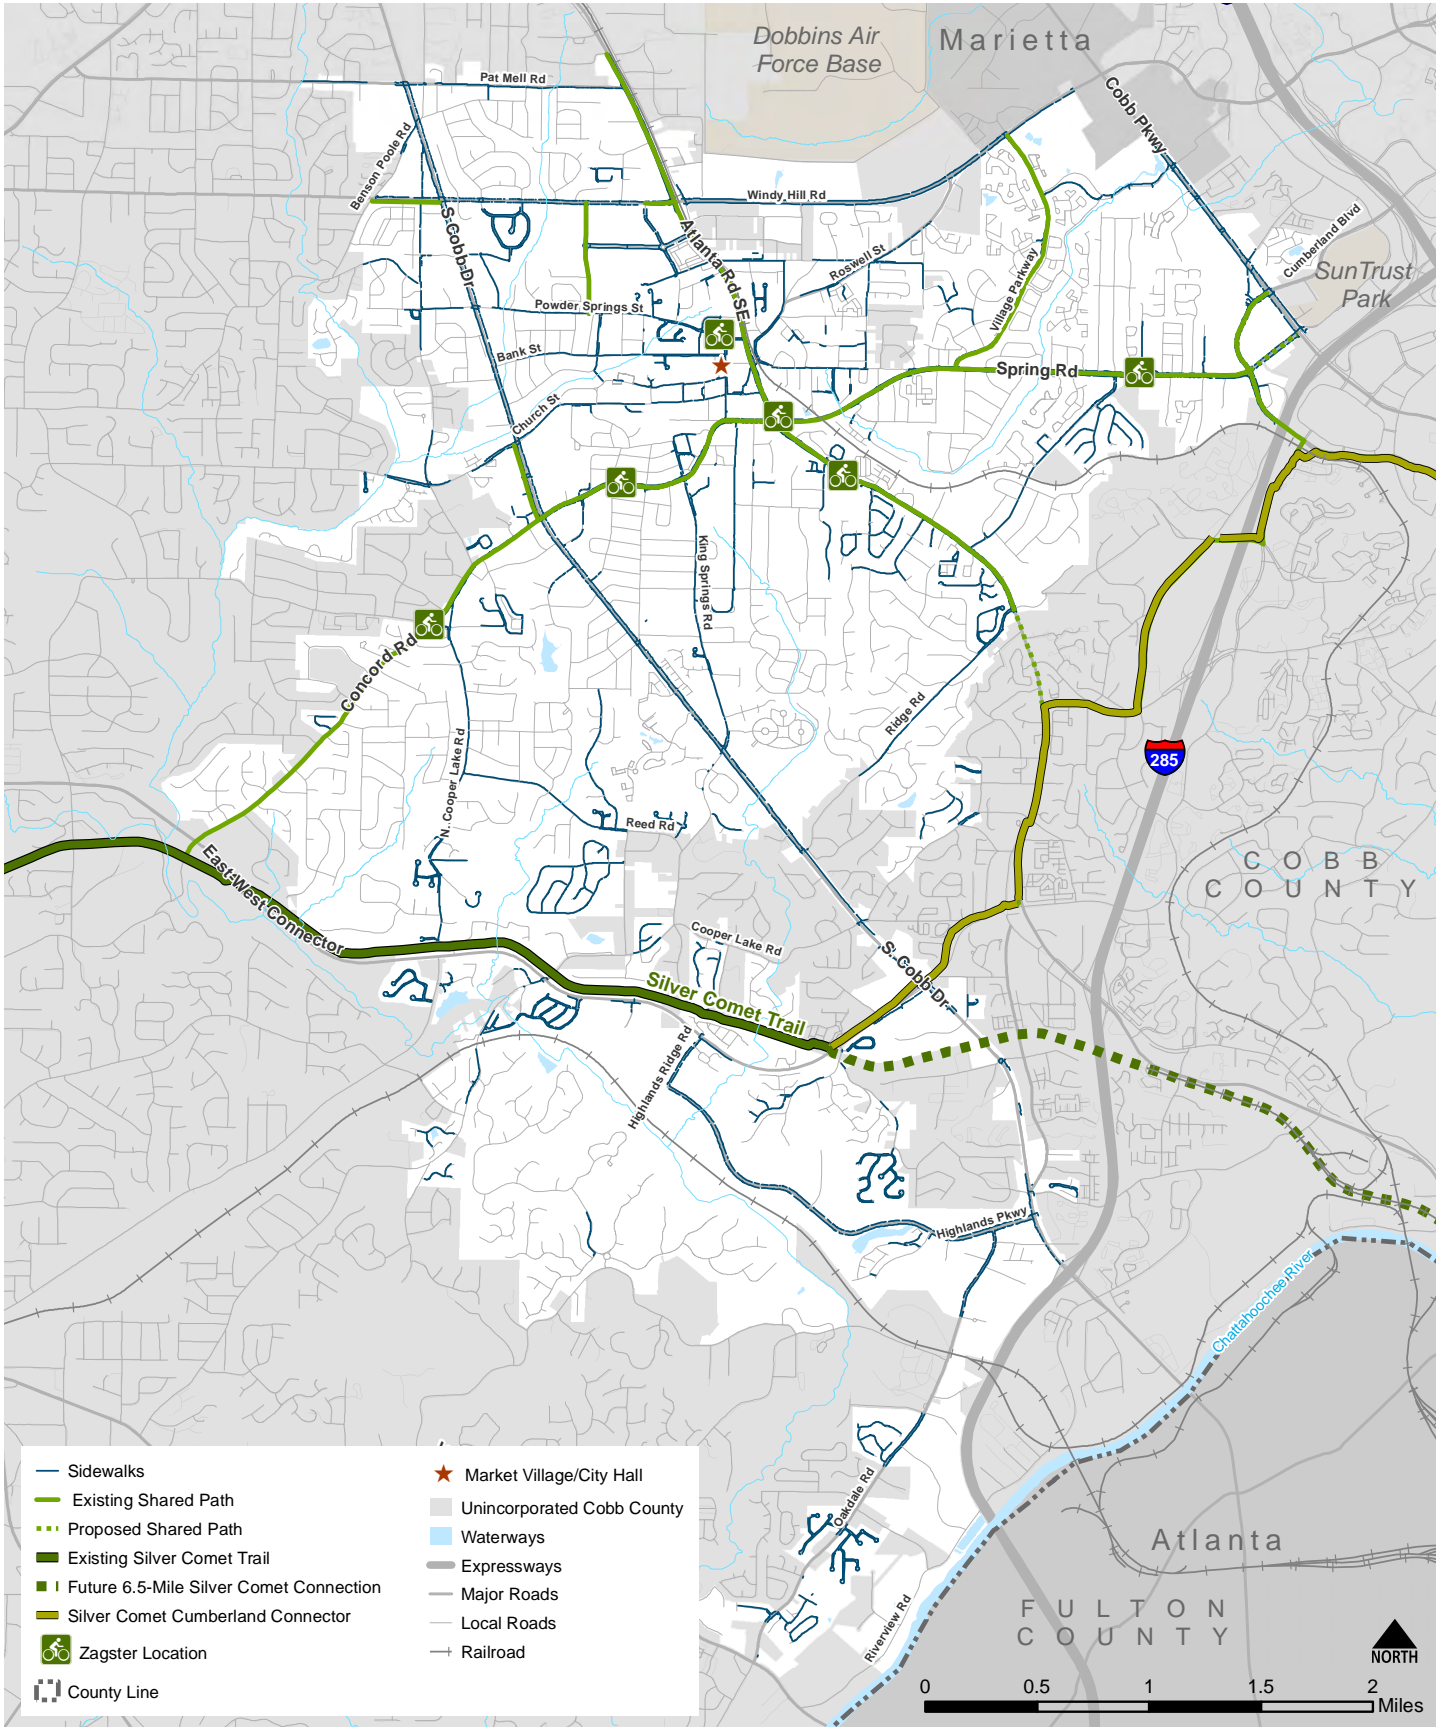 Dobbins Air
Force Base
Marietta
Pat Mell Rd
Cobb Pkwy
Benson Poole Rd
Windy Hill Rd
S Cobb Dr
Atlanta Rd SE
Roswell St
Cumberland Blvd
SunTrust
Park
Village Parkway
Powder Springs St
Bank St
Spring Rd
Church St
King Springs Rd
Concord Rd
Ridge Rd
285
N. Cooper Lake Rd
Reed Rd
COBB
COUNTY
East-West Connector
Cooper Lake Rd
S. Cobb Dr
Silver Comet Trail
Highlands Ridge Rd
Highlands Pkwy
Chattahoochee River
Oakdale Rd
Riverview Rd
Atlanta
FULTON
COUNTY
Sidewalks
Existing Shared Path
Proposed Shared Path
Existing Silver Comet Trail
Future 6.5-Mile Silver Comet Connection
Silver Comet Cumberland Connector
Zagster Location
County Line
Market Village/City Hall
Unincorporated Cobb County
Waterways
Expressways
Major Roads
Local Roads
Railroad
NORTH
0 0.5 1 1.5 2
Miles